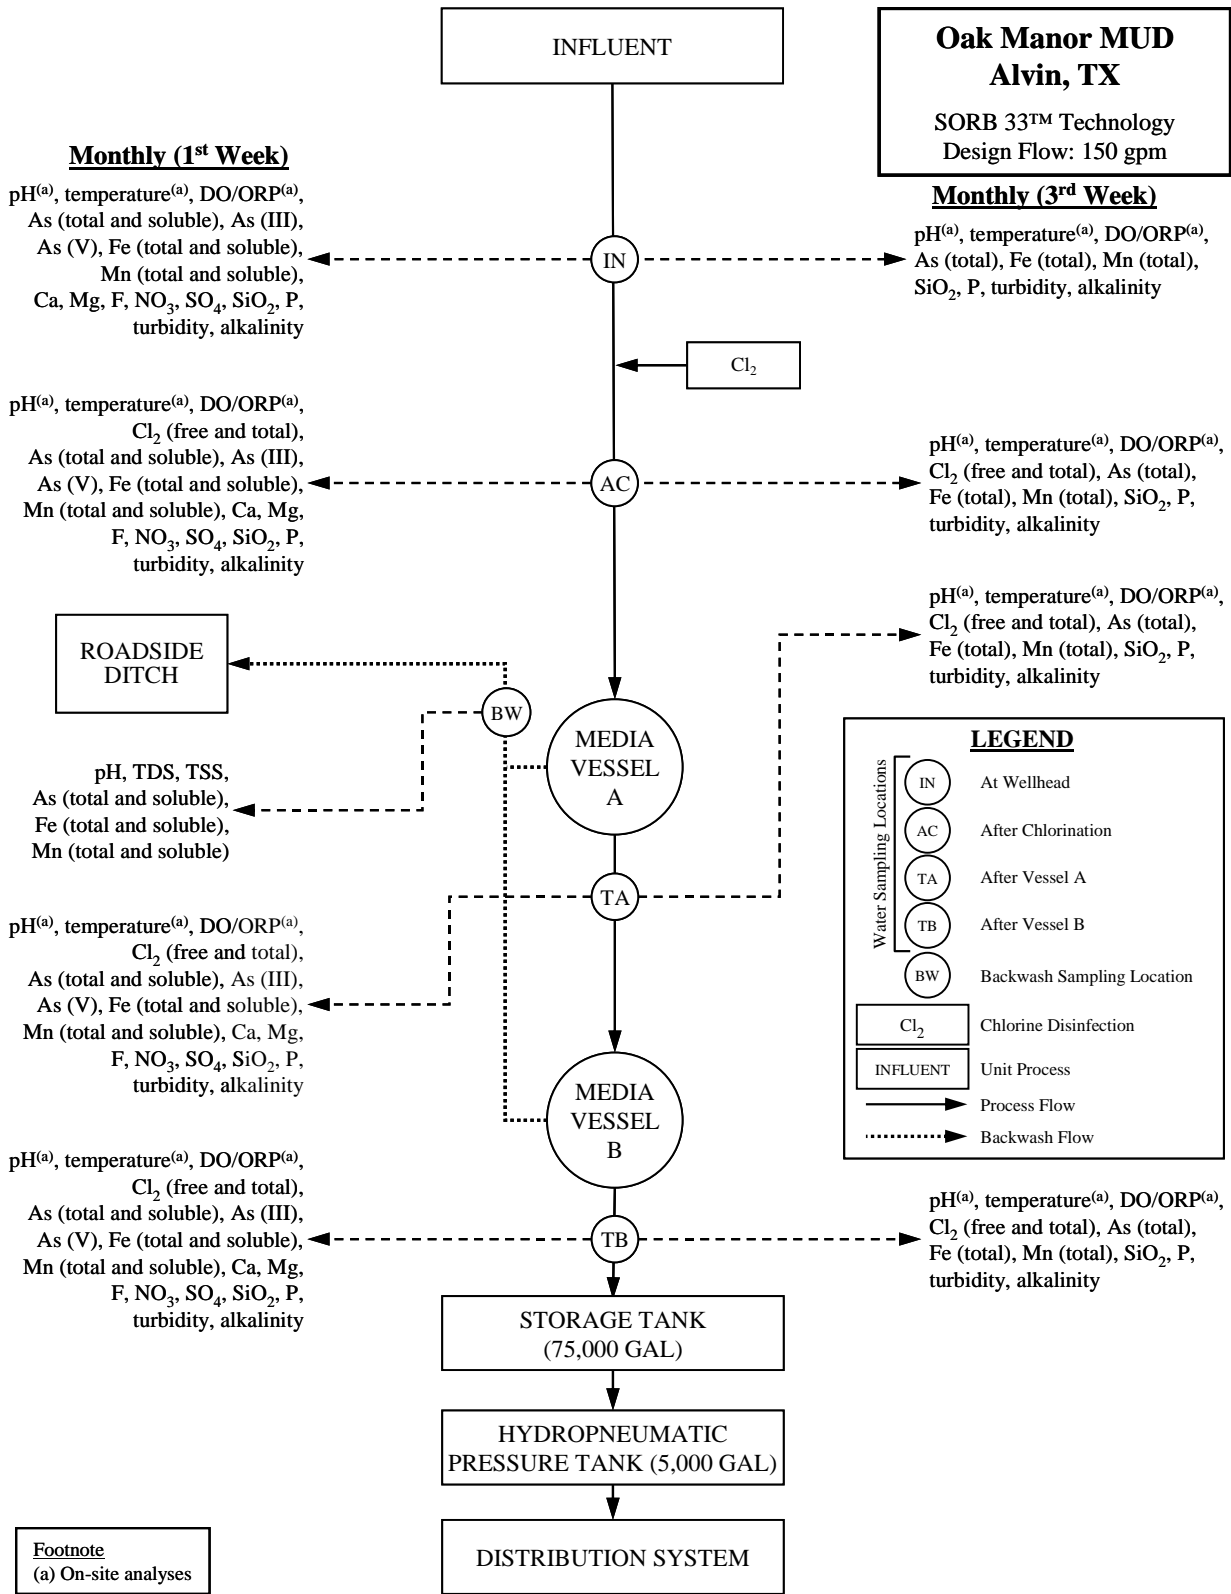 INFLUENT
Oak Manor MUD
Alvin, TX
SORB 33™ Technology
Design Flow: 150 gpm
Monthly (1st Week)
pH(a), temperature(a), DO/ORP(a),
As (total and soluble), As (III),
As (V), Fe (total and soluble),
Mn (total and soluble),
Ca, Mg, F, NO3, SO4, SiO2, P,
turbidity, alkalinity
IN
Monthly (3rd Week)
pH(a), temperature(a), DO/ORP(a),
As (total), Fe (total), Mn (total),
SiO2, P, turbidity, alkalinity
Cl2
pH(a), temperature(a), DO/ORP(a),
Cl2 (free and total),
As (total and soluble), As (III),
As (V), Fe (total and soluble),
Mn (total and soluble), Ca, Mg,
F, NO3, SO4, SiO2, P,
turbidity, alkalinity
AC
pH(a), temperature(a), DO/ORP(a),
Cl2 (free and total), As (total),
Fe (total), Mn (total), SiO2, P,
turbidity, alkalinity
pH(a), temperature(a), DO/ORP(a),
Cl2 (free and total), As (total),
Fe (total), Mn (total), SiO2, P,
turbidity, alkalinity
ROADSIDE
DITCH
BW
MEDIA
VESSEL
A
pH, TDS, TSS,
As (total and soluble),
Fe (total and soluble),
Mn (total and soluble)
TA
pH(a), temperature(a), DO/ORP(a),
Cl2 (free and total),
As (total and soluble), As (III),
As (V), Fe (total and soluble),
Mn (total and soluble), Ca, Mg,
F, NO3, SO4, SiO2, P,
turbidity, alkalinity
MEDIA
VESSEL
B
LEGEND
Water Sampling Locations
IN At Wellhead
AC After Chlorination
TA After Vessel A
TB After Vessel B
BW Backwash Sampling Location
Cl2 Chlorine Disinfection
INFLUENT Unit Process
Process Flow
Backwash Flow
pH(a), temperature(a), DO/ORP(a),
Cl2 (free and total),
As (total and soluble), As (III),
As (V), Fe (total and soluble),
Mn (total and soluble), Ca, Mg,
F, NO3, SO4, SiO2, P,
turbidity, alkalinity
TB
pH(a), temperature(a), DO/ORP(a),
Cl2 (free and total), As (total),
Fe (total), Mn (total), SiO2, P,
turbidity, alkalinity
STORAGE TANK
(75,000 GAL)
HYDROPNEUMATIC
PRESSURE TANK (5,000 GAL)
DISTRIBUTION SYSTEM
Footnote
(a) On-site analyses